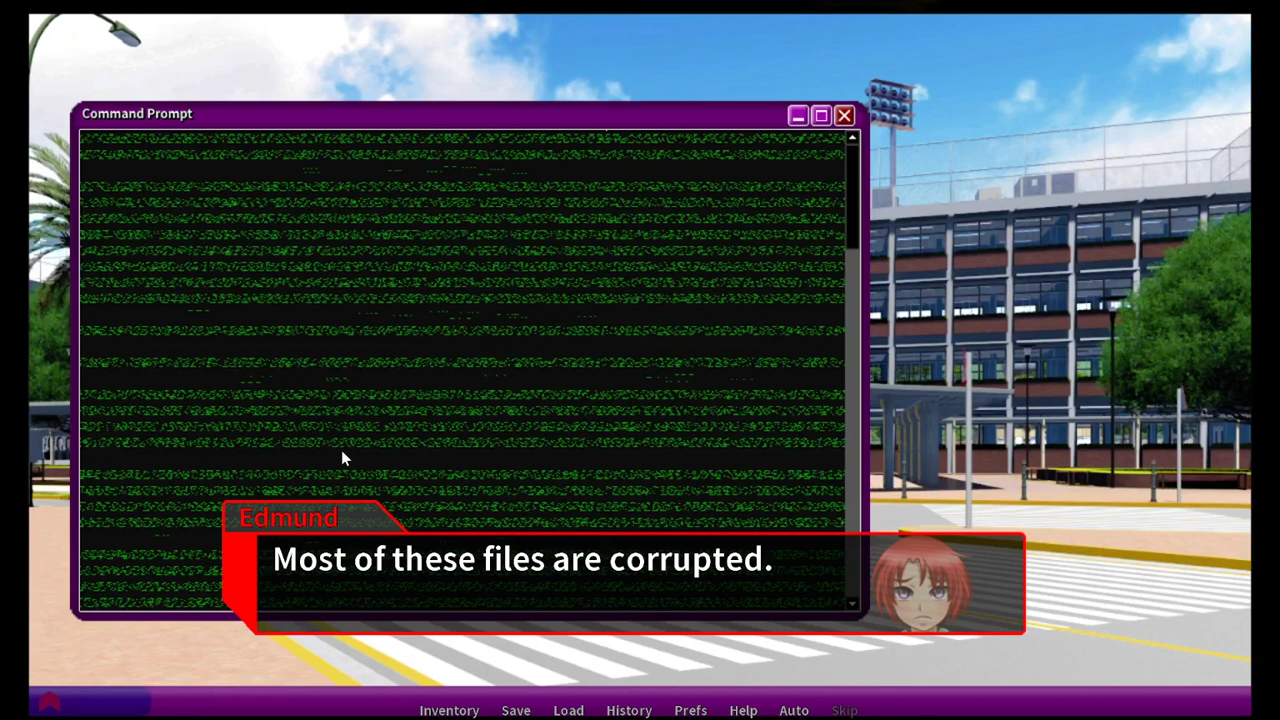 Command Prompt
Edmund
Most of these files are corrupted.
Inventory Save Load History Prefs Help Auto Skip